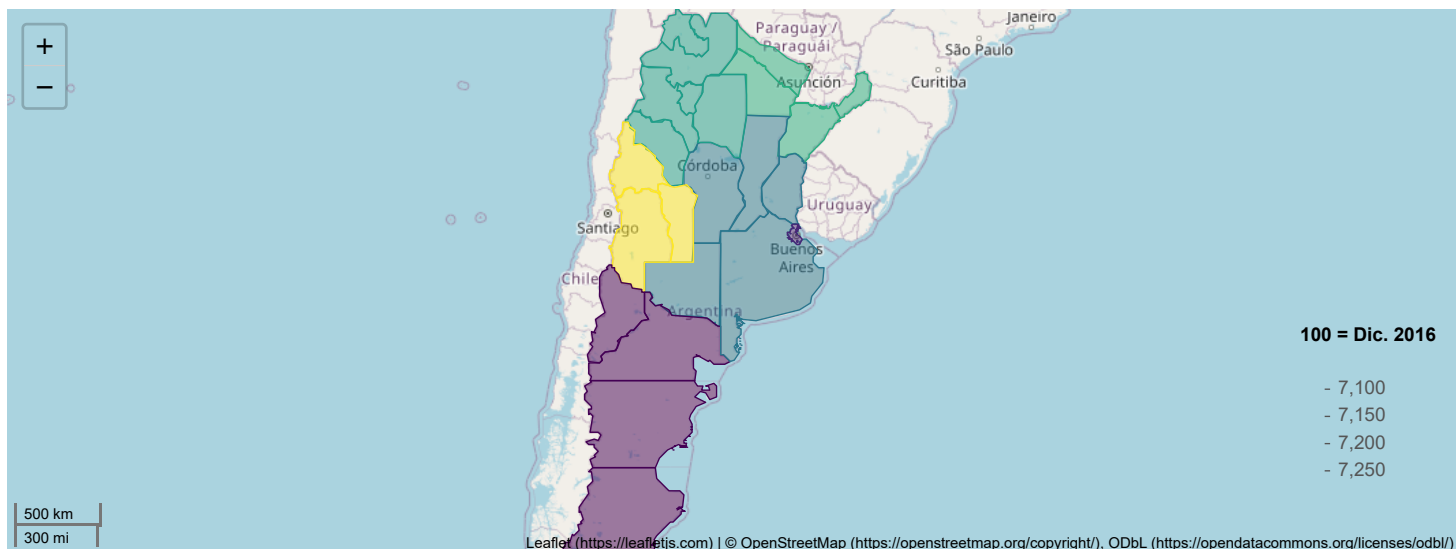 +
−
Janeiro
Paraguay /
Paraguái
São Paulo
Asunción
Curitiba
Córdoba
Uruguay
Santiago
Buenos
Aires
Chile
Argentina
100 = Dic. 2016
- 7,100
- 7,150
- 7,200
- 7,250
500 km
300 mi
Leaflet (https://leafletjs.com) | © OpenStreetMap (https://openstreetmap.org/copyright/), ODbL (https://opendatacommons.org/licenses/odbl/1